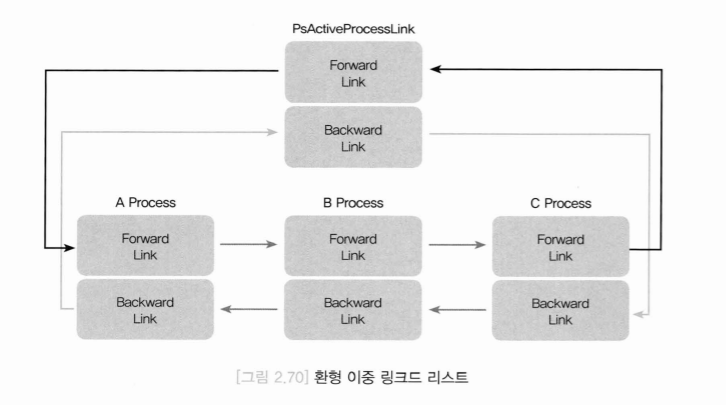 PsActiveProcessLink
Forward
Link
Backward
Link
A Process
B Process
C Process
Forward
Link
Forward
Link
Forward
Link
Backward
Link
Backward
Link
Backward
Link
[그림 2.70] 환형 이중 링크드 리스트